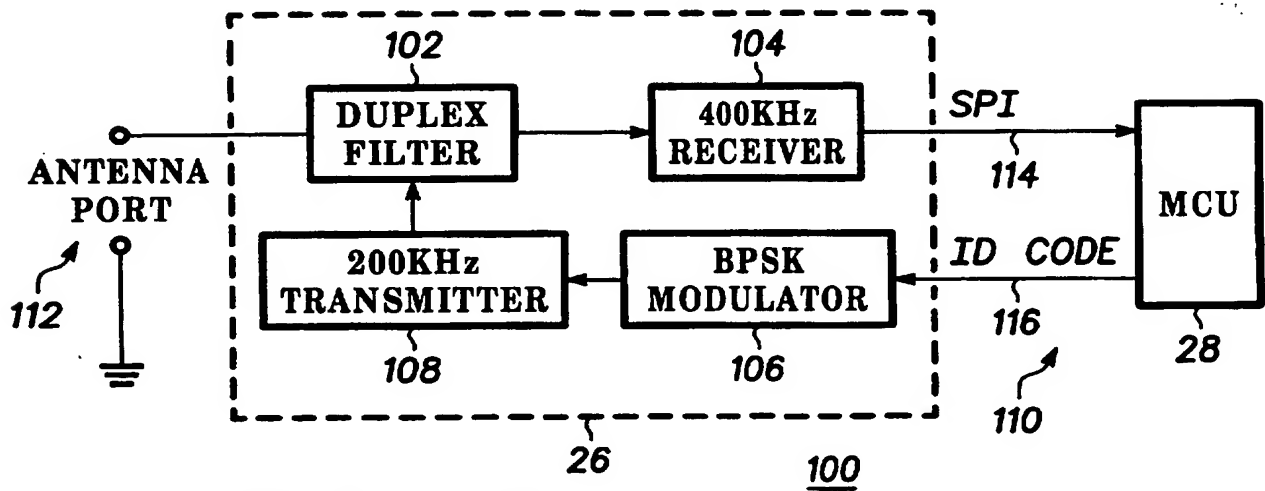 102
104
DUPLEX
FILTER
400KHz
RECEIVER
SPI
114
ANTENNA
PORT
112
MCU
28
200KHz
TRANSMITTER
108
BPSK
MODULATOR
106
ID CODE
116
110
26
100